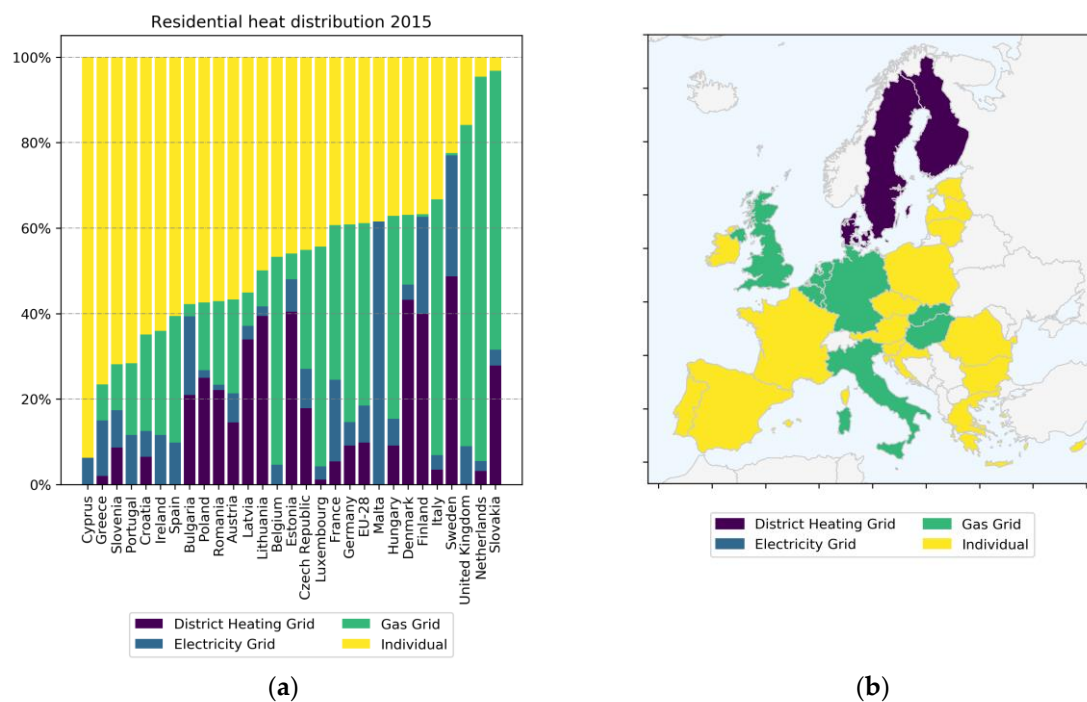 Residential heat distribution 2015
100%
80%
60%
40%
20%
0%
Cyprus
Greece
Slovenia
Portugal
Croatia
Ireland
Spain
Bulgaria
Poland
Romania
Austria
Latvia
Lithuania
Belgium
Estonia
Czech Republic
Luxembourg
France
Germany
EU-28
Malta
Hungary
Denmark
Finland
Italy
Sweden
United Kingdom
Netherlands
Slovakia
District Heating Grid
Gas Grid
Electricity Grid
Individual
(a)
District Heating Grid
Gas Grid
Electricity Grid
Individual
(b)